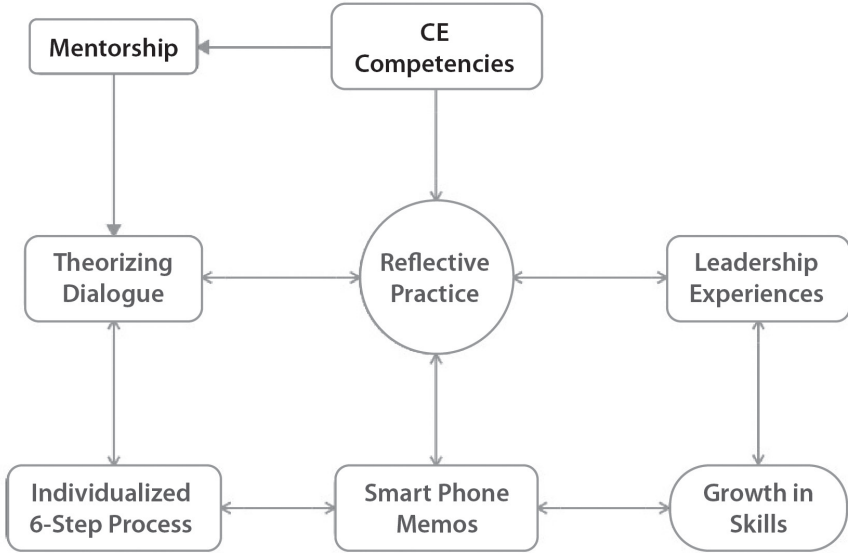 Mentorship
CE
Competencies
Theorizing
Dialogue
Reflective
Practice
Leadership
Experiences
Individualized
6-Step Process
Smart Phone
Memos
Growth in
Skills